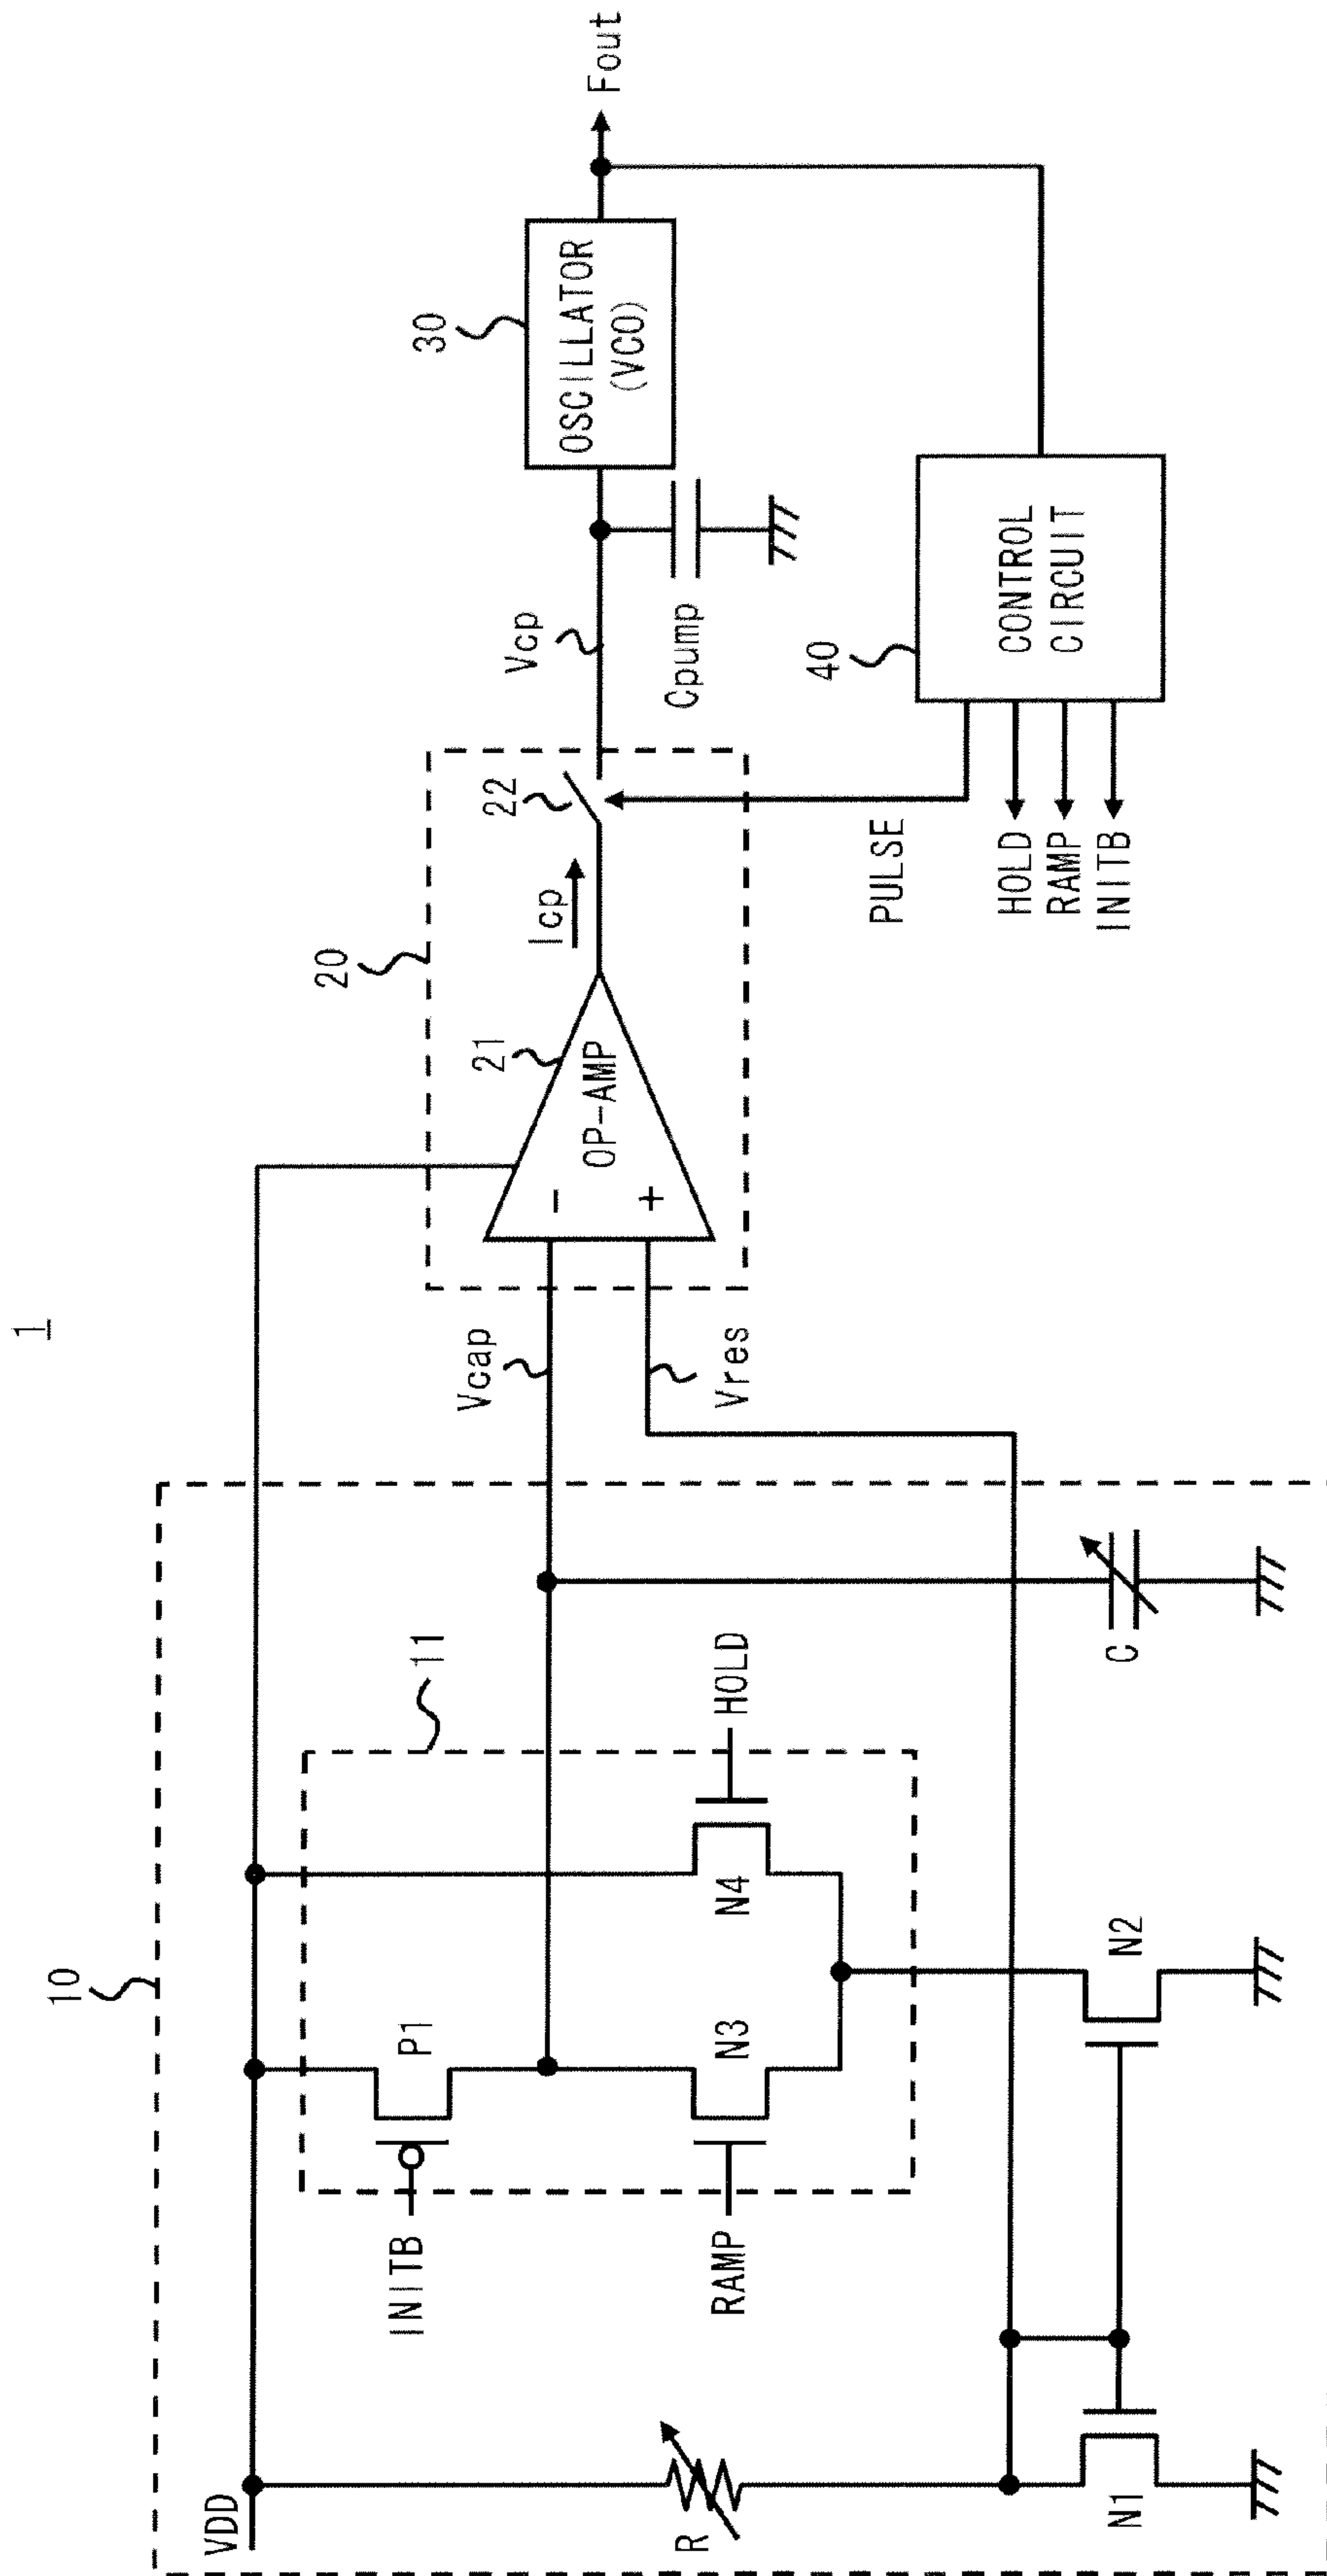 1
10
VDD
INITB
P1
11
RAMP
N3
N4
HOLD
R
N1
N2
C
Vcap
Vres
20
21
OP-AMP
-
+
Icp
22
Vcp
Cpump
30
OSCILLATOR
(VCO)
Fout
PULSE
HOLD
RAMP
INITB
40
CONTROL
CIRCUIT